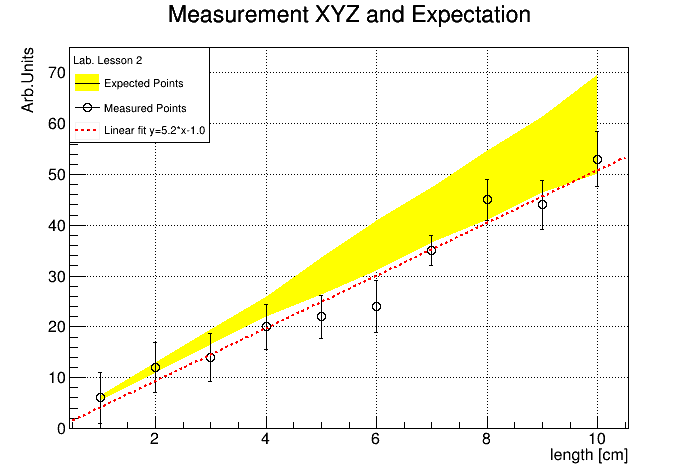 Measurement XYZ and Expectation
Arb.Units
Lab. Lesson 2
Expected Points
Measured Points
Linear fit y=5.2*x-1.0
70
60
50
40
30
20
10
0
2 4 6 8 10
length [cm]